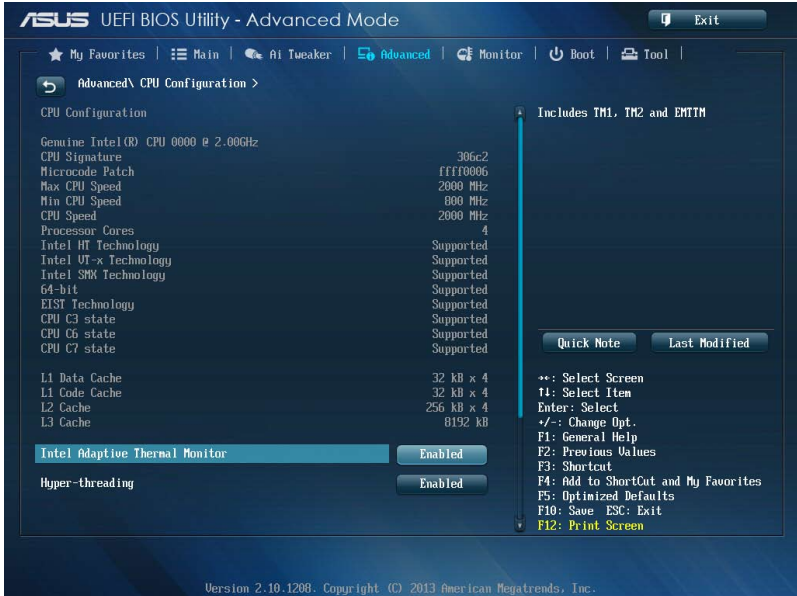 ASUS UEFI BIOS Utility - Advanced Mode
Exit
My Favorites | Main | Ai Tweaker | Advanced | Monitor | Boot | Tool |
Advanced\ CPU Configuration >
CPU Configuration
Includes TM1, TM2 and EMTTM
Genuine Intel(R) CPU 0000 @ 2.00GHz
CPU Signature 306c2
Microcode Patch ffff0006
Max CPU Speed 2000 MHz
Min CPU Speed 800 MHz
CPU Speed 2000 MHz
Processor Cores 4
Intel HT Technology Supported
Intel VT-x Technology Supported
Intel SMX Technology Supported
64-bit Supported
EIST Technology Supported
CPU C3 state Supported
CPU C6 state Supported
CPU C7 state Supported
L1 Data Cache 32 kB x 4
L1 Code Cache 32 kB x 4
L2 Cache 256 kB x 4
L3 Cache 8192 kB
Intel Adaptive Thermal Monitor Enabled
Hyper-threading Enabled
Quick Note
Last Modified
→←: Select Screen
↑↓: Select Item
Enter: Select
+/-: Change Opt.
F1: General Help
F2: Previous Values
F3: Shortcut
F4: Add to ShortCut and My Favorites
F5: Optimized Defaults
F10: Save ESC: Exit
F12: Print Screen
Version 2.10.1208. Copyright (C) 2013 American Megatrends, Inc.